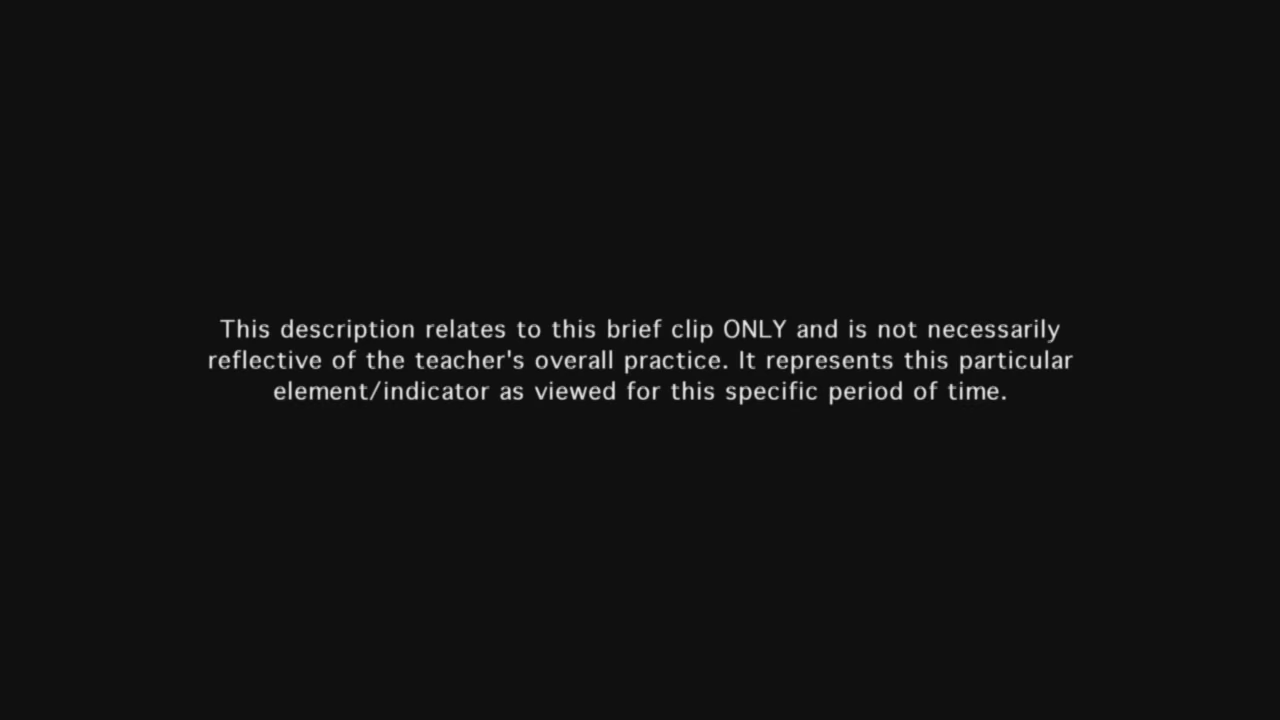 This description relates to this brief clip ONLY and is not necessarily
reflective of the teacher's overall practice. It represents this particular
element/indicator as viewed for this specific period of time.